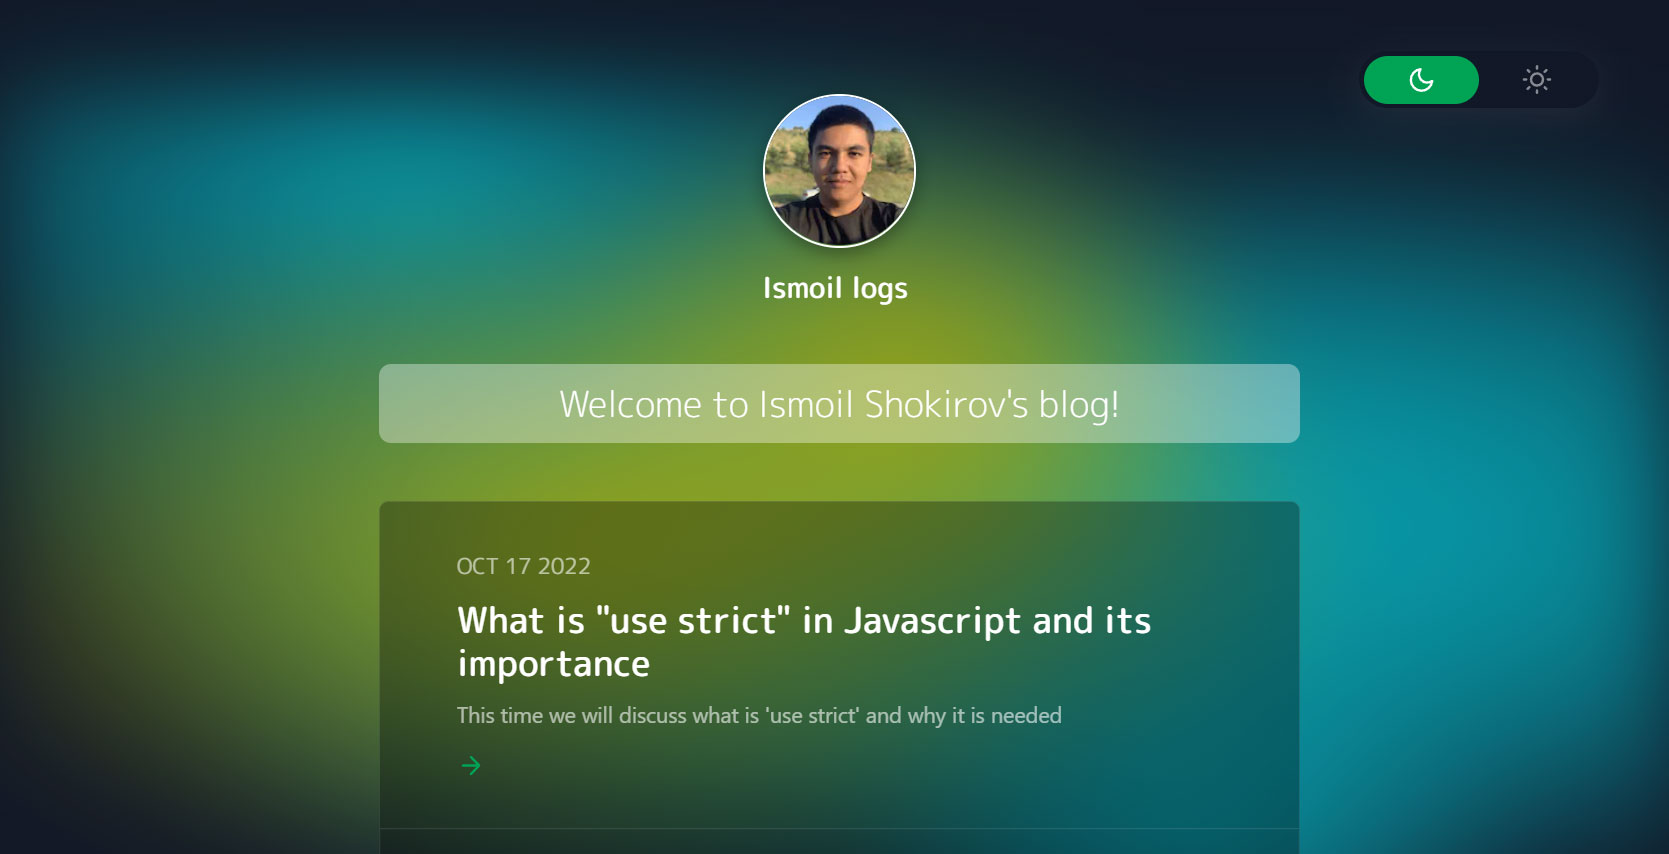 Ismoil logs
Welcome to Ismoil Shokirov's blog!
OCT 17 2022
What is "use strict" in Javascript and its
importance
This time we will discuss what is 'use strict' and why it is needed